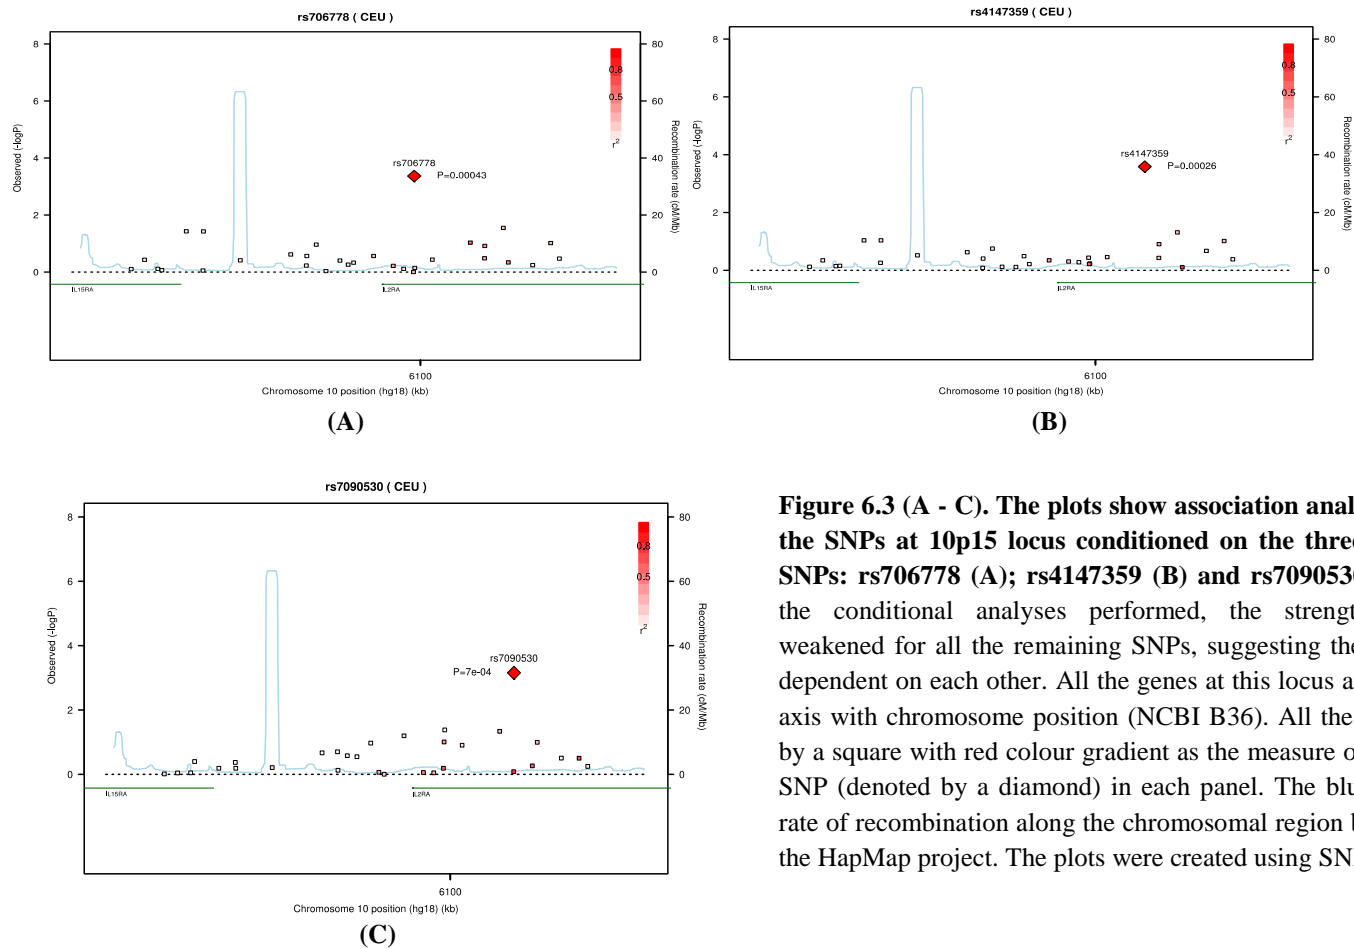 rs706778 ( CEU )
8
6
4
2
0
Observed (-logP)
80
60
40
20
0
Recombination rate (cM/Mb)
0.8
0.5
r2
rs706778
P=0.00043
IL15RA
IL2RA
6100
Chromosome 10 position (hg18) (kb)
(A)
rs4147359 ( CEU )
8
6
4
2
0
Observed (-logP)
80
60
40
20
0
Recombination rate (cM/Mb)
0.8
0.5
r2
rs4147359
P=0.00026
IL15RA
IL2RA
6100
Chromosome 10 position (hg18) (kb)
(B)
rs7090530 ( CEU )
8
6
4
2
0
Observed (-logP)
80
60
40
20
0
Recombination rate (cM/Mb)
0.8
0.5
r2
rs7090530
P=7e-04
IL15RA
IL2RA
6100
Chromosome 10 position (hg18) (kb)
(C)
Figure 6.3 (A - C). The plots show association anal
the SNPs at 10p15 locus conditioned on the three
SNPs: rs706778 (A); rs4147359 (B) and rs7090530
the conditional analyses performed, the strengt
weakened for all the remaining SNPs, suggesting the
dependent on each other. All the genes at this locus a
axis with chromosome position (NCBI B36). All the
by a square with red colour gradient as the measure o
SNP (denoted by a diamond) in each panel. The blu
rate of recombination along the chromosomal region b
the HapMap project. The plots were created using SN